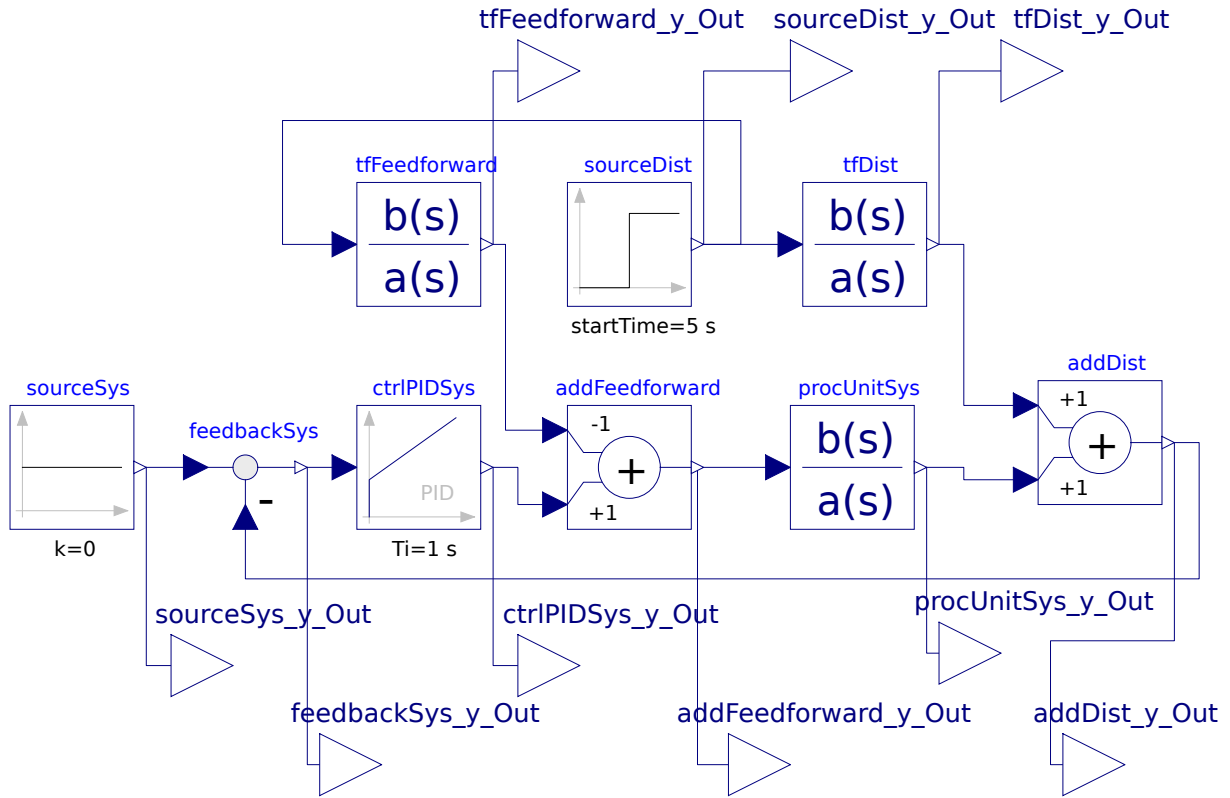 tfFeedforward_y_Out
sourceDist_y_Out
tfDist_y_Out
tfFeedforward
sourceDist
tfDist
b(s)
a(s)
b(s)
a(s)
startTime=5 s
addDist
sourceSys
ctrlPIDSys
addFeedforward
procUnitSys
+1
feedbackSys
-1
b(s)
+
+
PID
a(s)
+1
-
+1
k=0
Ti=1 s
sourceSys_y_Out
ctrlPIDSys_y_Out
procUnitSys_y_Out
feedbackSys_y_Out
addFeedforward_y_Out
addDist_y_Out